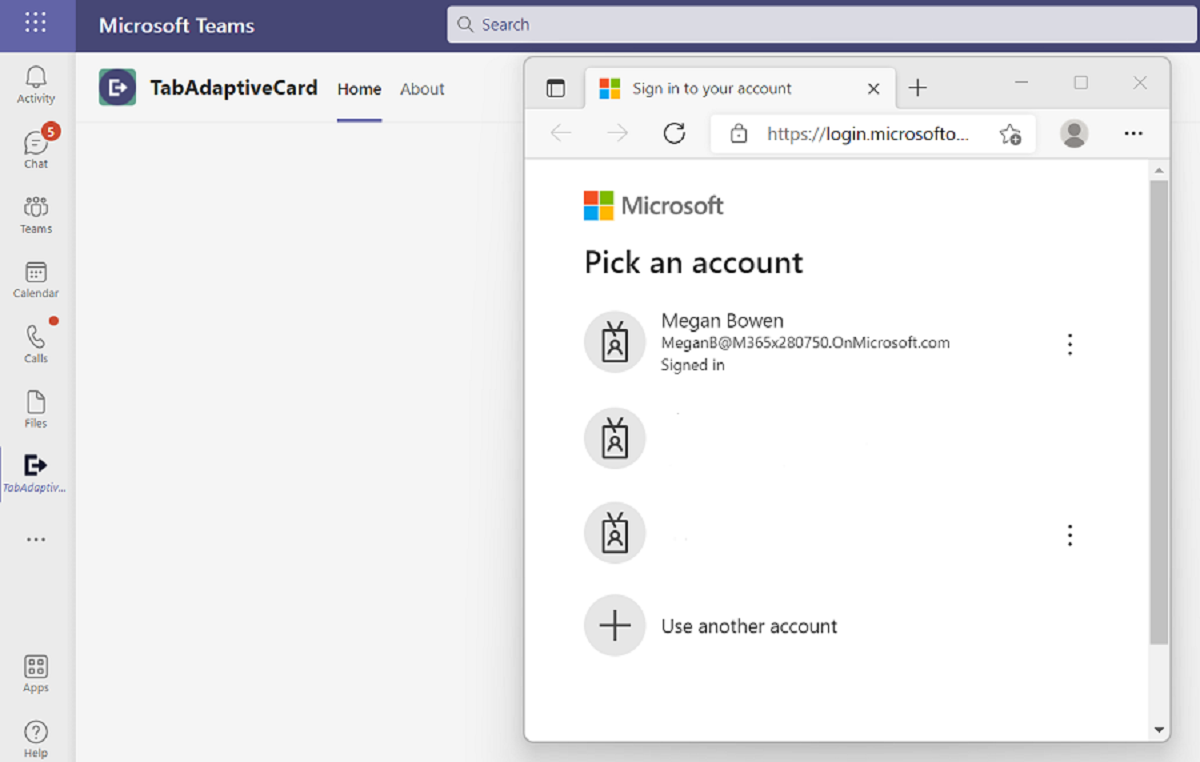 Microsoft Teams
Search
Activity
5
Chat
Teams
Calendar
Calls
Files
TabAdaptiv...
Apps
Help
TabAdaptiveCard
Home
About
Sign in to your account
https://login.microsofto...
Microsoft
Pick an account
Megan Bowen
MeganB@M365x280750.OnMicrosoft.com
Signed in
Use another account